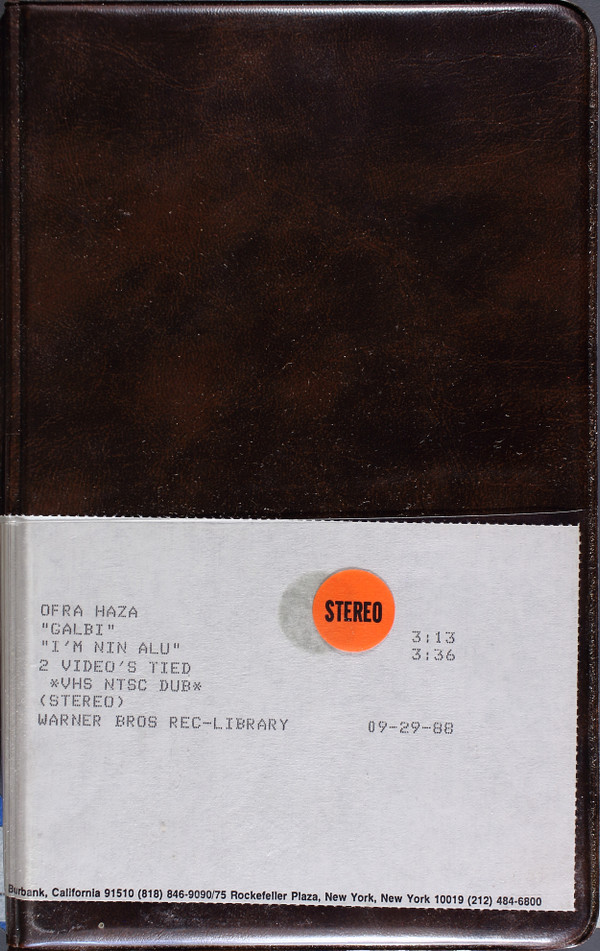 OFRA HAZA
"GALBI"
STEREO
3:13
"I'M NIN ALU"
3:36
2 VIDEO'S TIED
*VHS NTSC DUB*
(STEREO)
WARNER BROS REC-LIBRARY 09-29-88
Burbank, California 91510 (818) 846-9090/75 Rockefeller Plaza, New York, New York 10019 (212) 484-6800